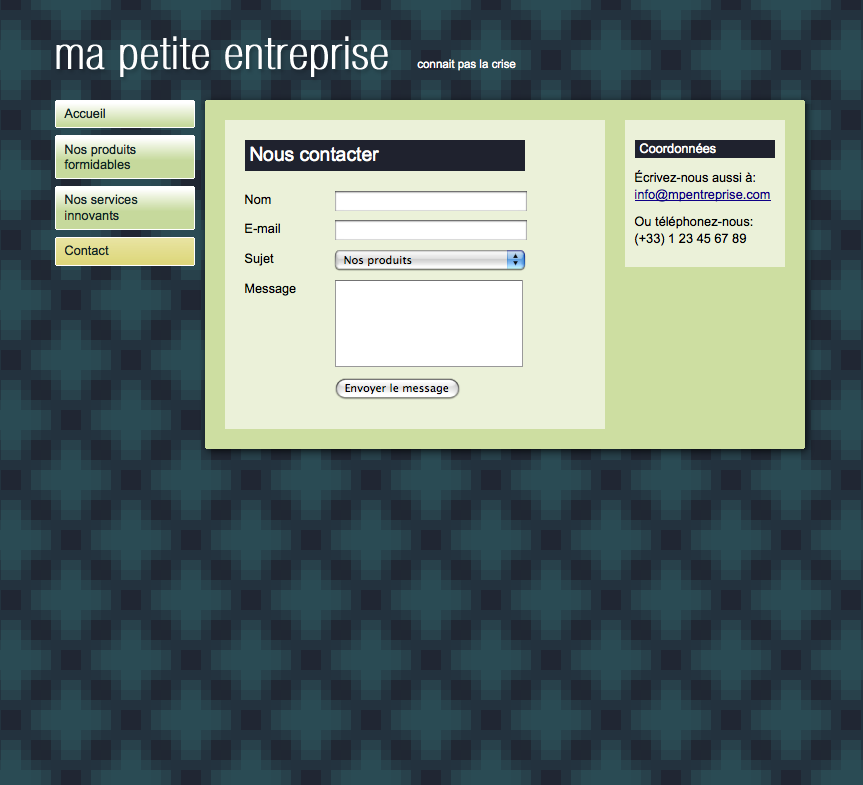 ma petite entreprise
connait pas la crise
Accueil
Nos produits
formidables
Nos services
innovants
Contact
Nous contacter
Nom
E-mail
Sujet
Nos produits
Message
Envoyer le message
Coordonnées
Écrivez-nous aussi à:
info@mpentreprise.com
Ou téléphonez-nous:
(+33) 1 23 45 67 89